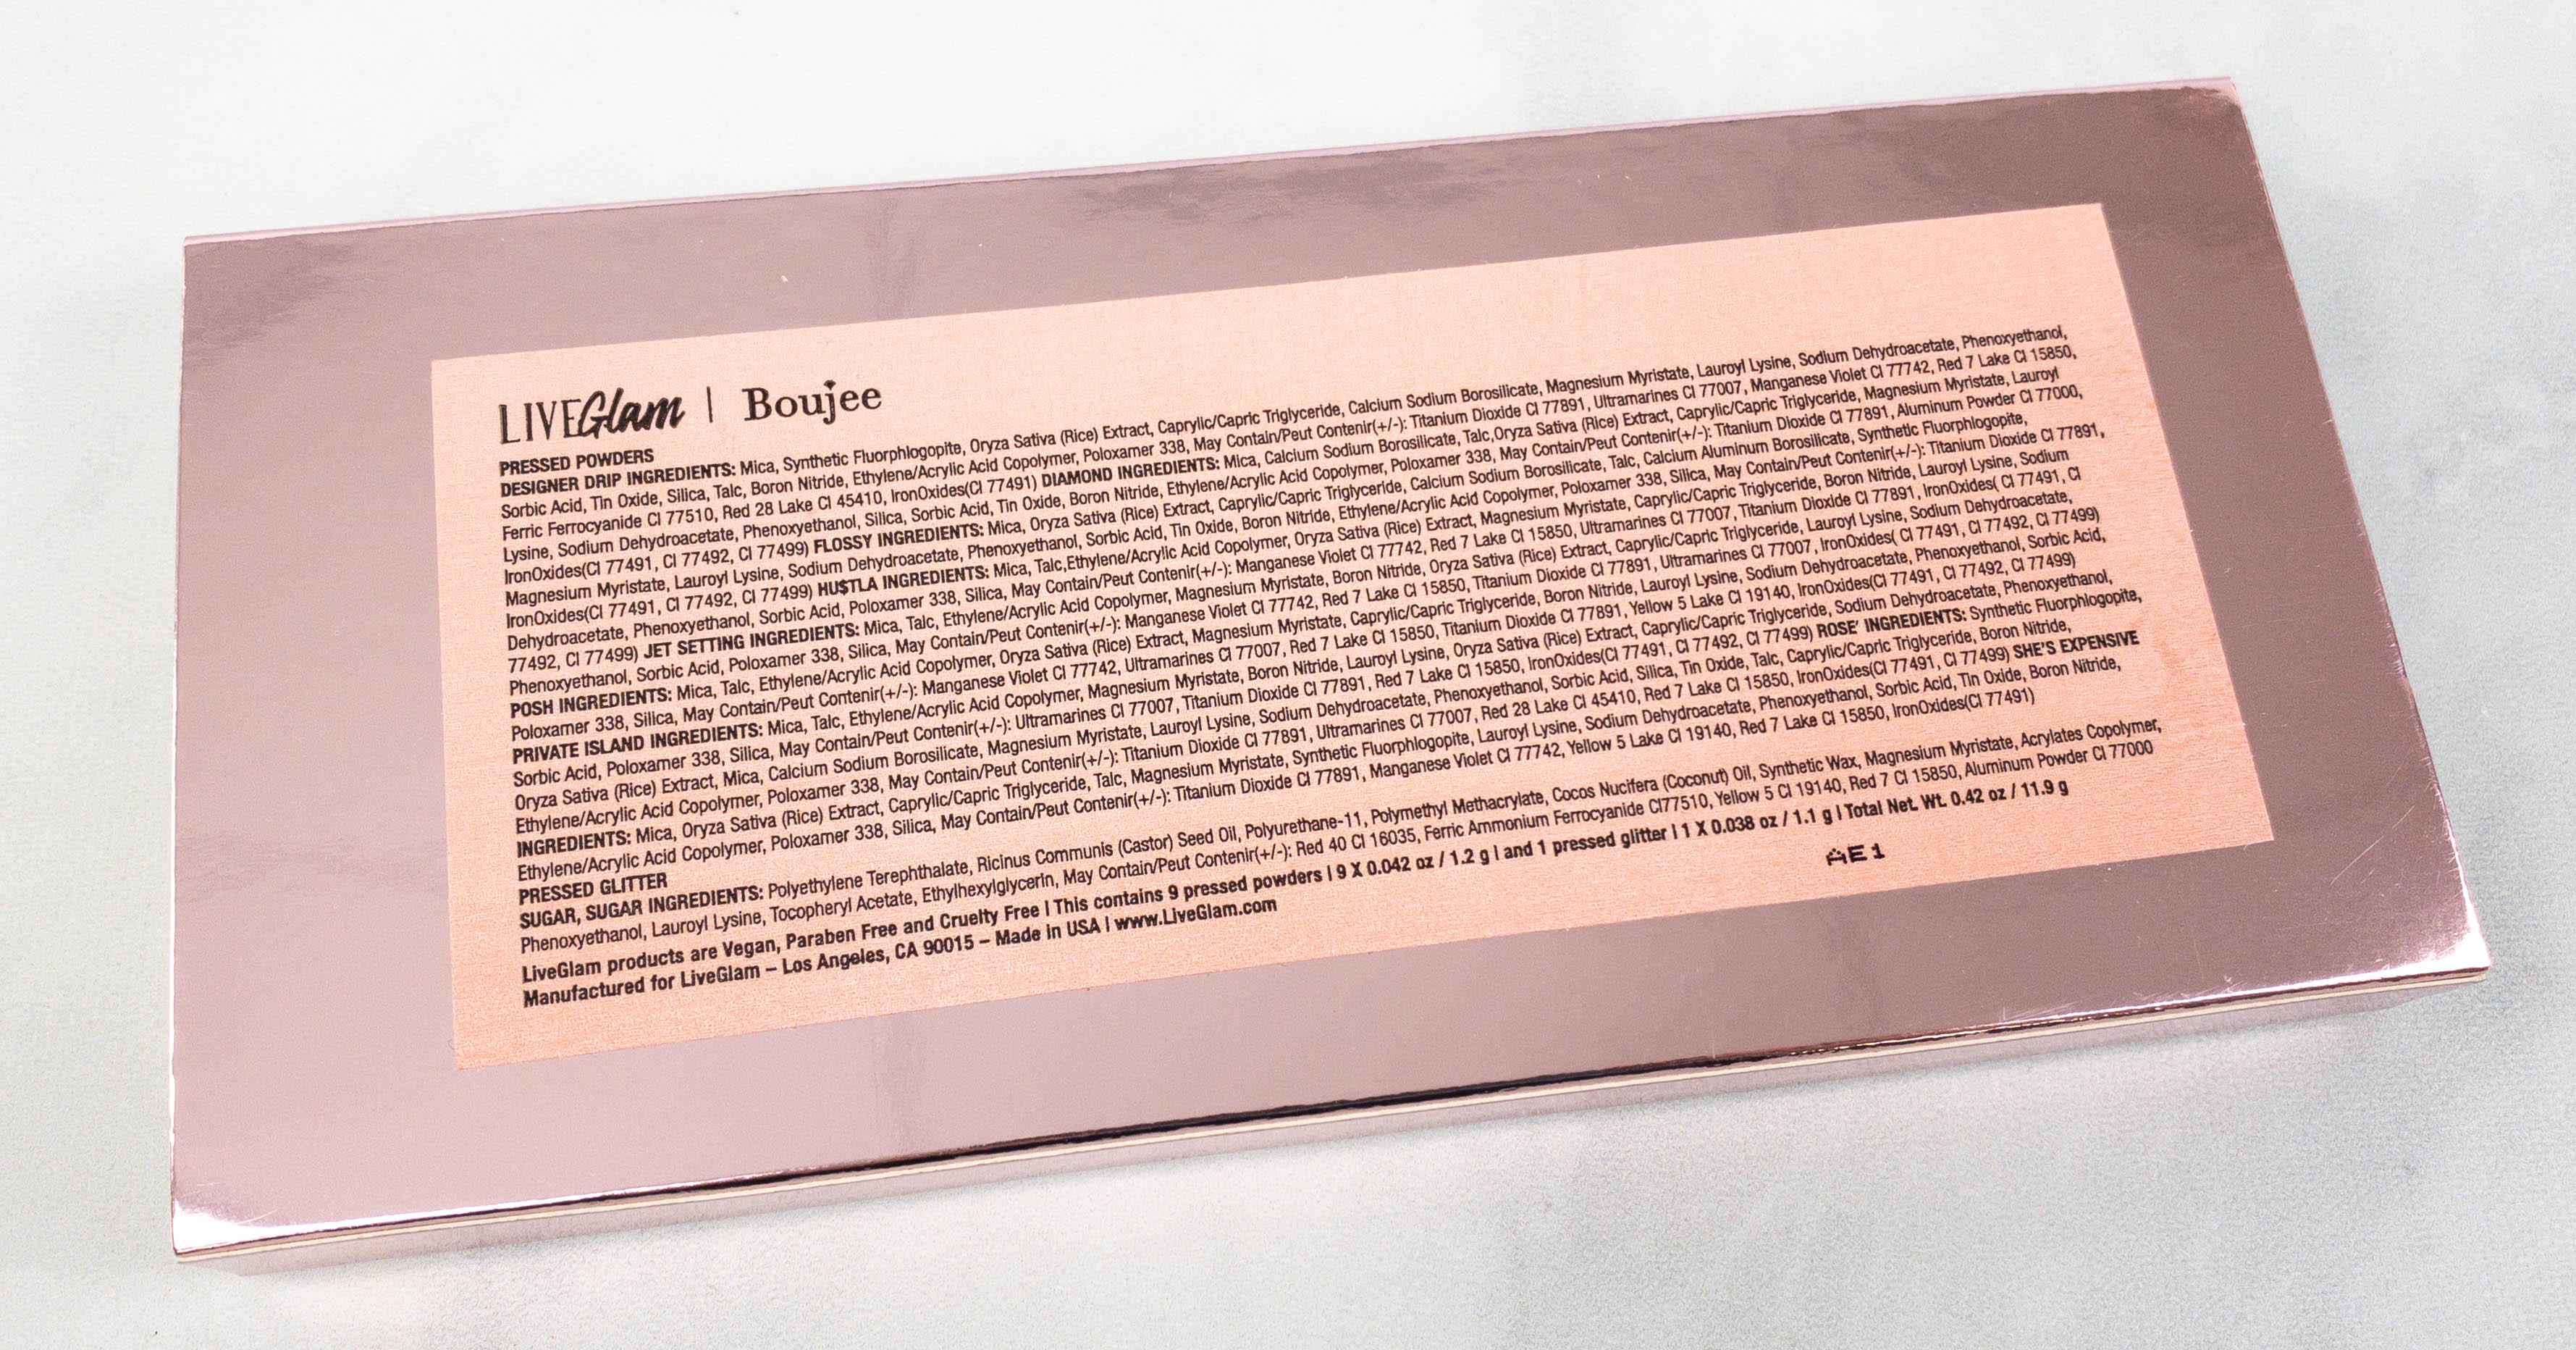 LIVEGlam | Boujee
PRESSED POWDERS
DESIGNER DRIP INGREDIENTS: Mica, Synthetic Fluorphlogopite, Oryza Sativa (Rice) Extract, Caprylic/Capric Triglyceride, Calcium Sodium Borosilicate, Magnesium Myristate, Lauroyl Lysine, Sodium Dehydroacetate, Phenoxyethanol,
Sorbic Acid, Tin Oxide, Silica, Talc, Boron Nitride, Ethylene/Acrylic Acid Copolymer, Poloxamer 338, May Contain/Peut Contenir(+/-): Titanium Dioxide CI 77891, Ultramarines CI 77007, Manganese Violet CI 77742, Red 7 Lake CI 15850,
Ferric Ferrocyanide CI 77510, Red 28 Lake CI 45410, IronOxides(CI 77491) DIAMOND INGREDIENTS: Mica, Calcium Sodium Borosilicate, Talc,Oryza Sativa (Rice) Extract, Caprylic/Capric Triglyceride, Magnesium Myristate, Lauroyl
Lysine, Sodium Dehydroacetate, Phenoxyethanol, Silica, Sorbic Acid, Tin Oxide, Boron Nitride, Ethylene/Acrylic Acid Copolymer, Poloxamer 338, May Contain/Peut Contenir(+/-): Titanium Dioxide CI 77891, Aluminum Powder CI 77000,
IronOxides(CI 77491, CI 77492, CI 77499) FLOSSY INGREDIENTS: Mica, Oryza Sativa (Rice) Extract, Caprylic/Capric Triglyceride, Calcium Sodium Borosilicate, Talc, Calcium Aluminum Borosilicate, Synthetic Fluorphlogopite,
Magnesium Myristate, Lauroyl Lysine, Sodium Dehydroacetate, Phenoxyethanol, Sorbic Acid, Tin Oxide, Boron Nitride, Ethylene/Acrylic Acid Copolymer, Poloxamer 338, Silica, May Contain/Peut Contenir(+/-): Titanium Dioxide CI 77891,
IronOxides(CI 77491, CI 77492, CI 77499) HU$TLA INGREDIENTS: Mica, Talc,Ethylene/Acrylic Acid Copolymer, Oryza Sativa (Rice) Extract, Magnesium Myristate, Caprylic/Capric Triglyceride, Boron Nitride, Lauroyl Lysine, Sodium
Dehydroacetate, Phenoxyethanol, Sorbic Acid, Poloxamer 338, Silica, May Contain/Peut Contenir(+/-): Manganese Violet CI 77742, Red 7 Lake CI 15850, Ultramarines CI 77007, Titanium Dioxide CI 77891, IronOxides( CI 77491, CI
77492, CI 77499) JET SETTING INGREDIENTS: Mica, Talc, Ethylene/Acrylic Acid Copolymer, Magnesium Myristate, Boron Nitride, Oryza Sativa (Rice) Extract, Caprylic/Capric Triglyceride, Lauroyl Lysine, Sodium Dehydroacetate,
Phenoxyethanol, Sorbic Acid, Poloxamer 338, Silica, May Contain/Peut Contenir(+/-): Manganese Violet CI 77742, Red 7 Lake CI 15850, Titanium Dioxide CI 77891, Ultramarines CI 77007, IronOxides( CI 77491, CI 77492, CI 77499)
POSH INGREDIENTS: Mica, Talc, Ethylene/Acrylic Acid Copolymer, Oryza Sativa (Rice) Extract, Magnesium Myristate, Caprylic/Capric Triglyceride, Boron Nitride, Lauroyl Lysine, Sodium Dehydroacetate, Phenoxyethanol, Sorbic Acid,
Poloxamer 338, Silica, May Contain/Peut Contenir(+/-): Manganese Violet CI 77742, Ultramarines CI 77007, Red 7 Lake CI 15850, Titanium Dioxide CI 77891, Yellow 5 Lake CI 19140, IronOxides(CI 77491, CI 77492, CI 77499)
PRIVATE ISLAND INGREDIENTS: Mica, Talc, Ethylene/Acrylic Acid Copolymer, Magnesium Myristate, Boron Nitride, Lauroyl Lysine, Oryza Sativa (Rice) Extract, Caprylic/Capric Triglyceride, Sodium Dehydroacetate, Phenoxyethanol,
Sorbic Acid, Poloxamer 338, Silica, May Contain/Peut Contenir(+/-): Ultramarines CI 77007, Titanium Dioxide CI 77891, Red 7 Lake CI 15850, IronOxides(CI 77491, CI 77492, CI 77499) ROSE' INGREDIENTS: Synthetic Fluorphlogopite,
Oryza Sativa (Rice) Extract, Mica, Calcium Sodium Borosilicate, Magnesium Myristate, Lauroyl Lysine, Sodium Dehydroacetate, Phenoxyethanol, Sorbic Acid, Silica, Tin Oxide, Talc, Caprylic/Capric Triglyceride, Boron Nitride,
Ethylene/Acrylic Acid Copolymer, Poloxamer 338, May Contain/Peut Contenir(+/-): Titanium Dioxide CI 77891, Ultramarines CI 77007, Red 28 Lake CI 45410, Red 7 Lake CI 15850, IronOxides(CI 77491, CI 77499) SHE'S EXPENSIVE
INGREDIENTS: Mica, Oryza Sativa (Rice) Extract, Caprylic/Capric Triglyceride, Talc, Magnesium Myristate, Synthetic Fluorphlogopite, Lauroyl Lysine, Sodium Dehydroacetate, Phenoxyethanol, Sorbic Acid, Tin Oxide, Boron Nitride,
Ethylene/Acrylic Acid Copolymer, Poloxamer 338, Silica, May Contain/Peut Contenir(+/-): Titanium Dioxide CI 77891, Manganese Violet CI 77742, Yellow 5 Lake CI 19140, Red 7 Lake CI 15850, IronOxides(CI 77491)
PRESSED GLITTER
SUGAR, SUGAR INGREDIENTS: Polyethylene Terephthalate, Ricinus Communis (Castor) Seed Oil, Polyurethane-11, Polymethyl Methacrylate, Cocos Nucifera (Coconut) Oil, Synthetic Wax, Magnesium Myristate, Acrylates Copolymer,
Phenoxyethanol, Lauroyl Lysine, Tocopheryl Acetate, Ethylhexylglycerin, May Contain/Peut Contenir(+/-): Red 40 CI 16035, Ferric Ammonium Ferrocyanide CI77510, Yellow 5 CI 19140, Red 7 CI 15850, Aluminum Powder CI 77000
LiveGlam products are Vegan, Paraben Free and Cruelty Free | This contains 9 pressed powders | 9 X 0.042 oz / 1.2 g | and 1 pressed glitter | 1 X 0.038 oz / 1.1 g | Total Net. Wt. 0.42 oz / 11.9 g
Manufactured for LiveGlam – Los Angeles, CA 90015 – Made in USA | www.LiveGlam.com
AE1